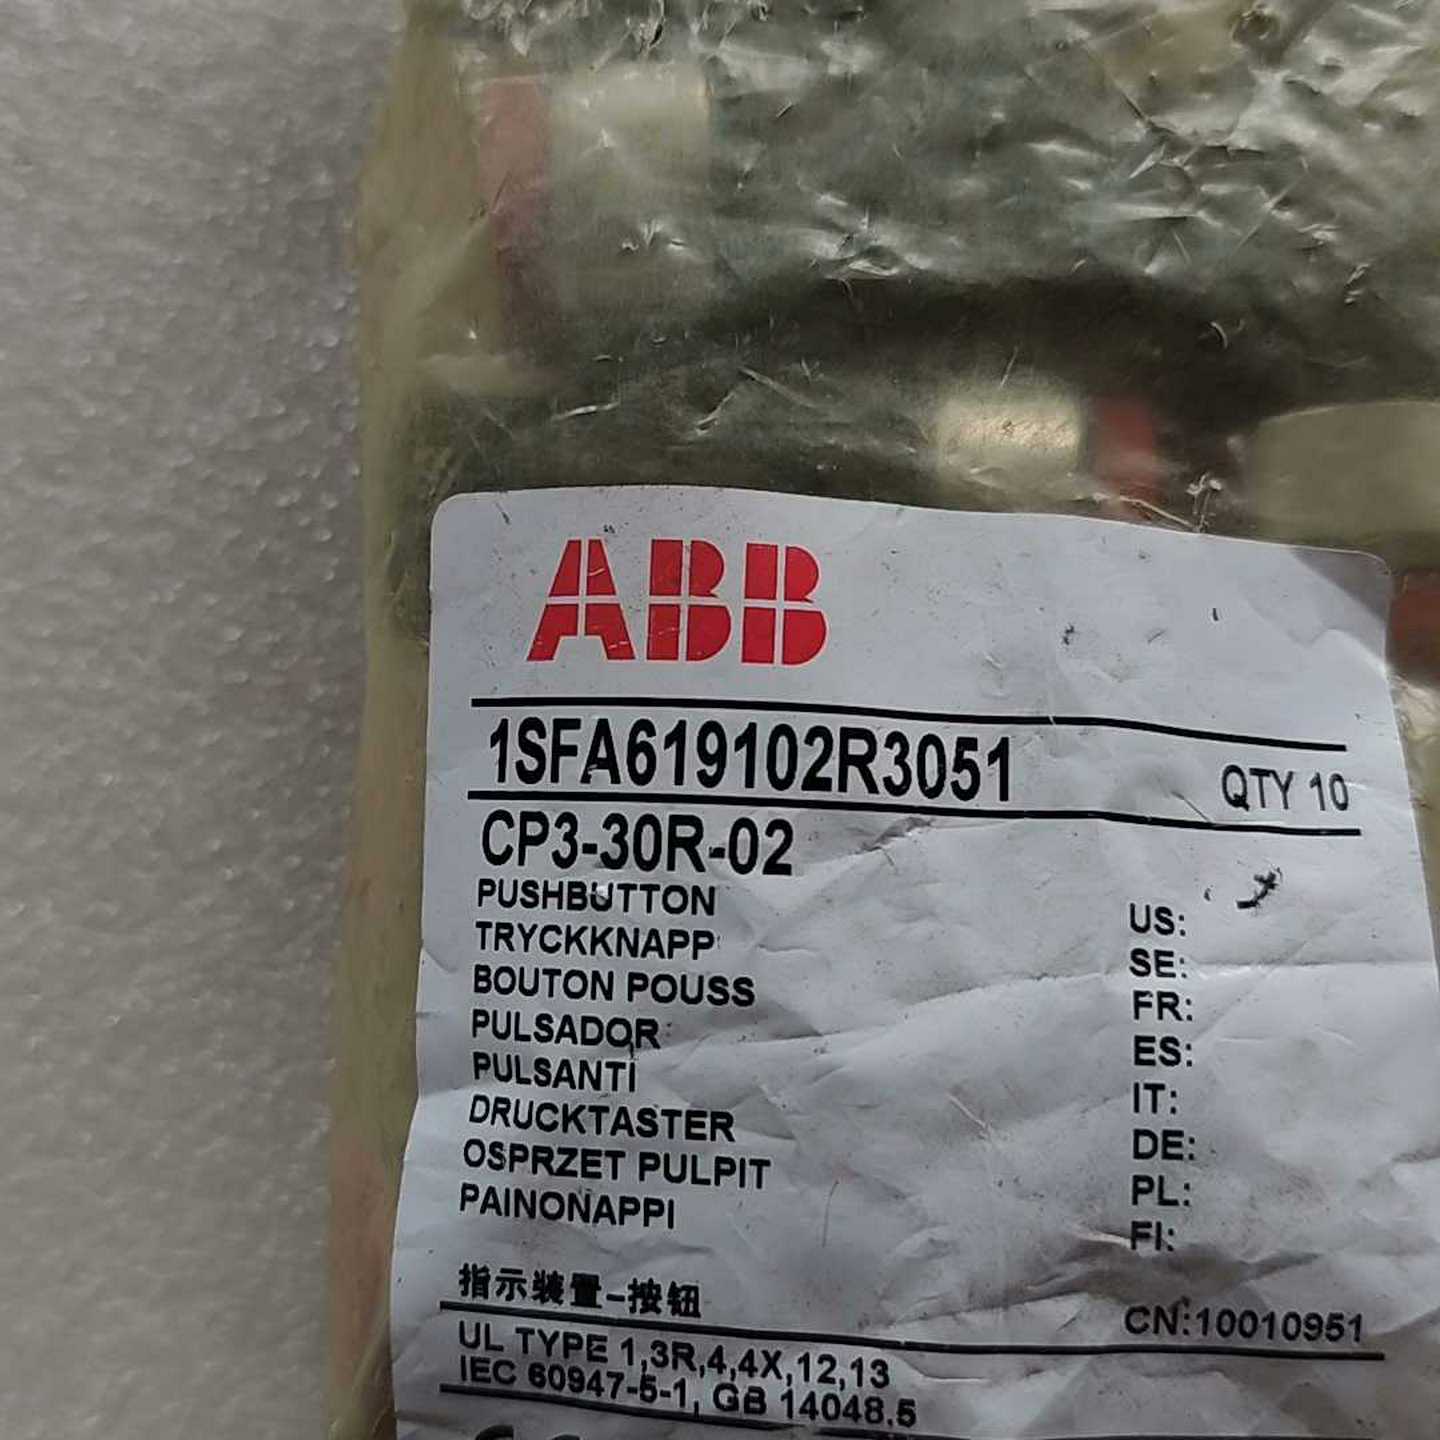 ABB
1SFA619102R3051 QTY 10
CP3-30R-02
PUSHBUTTON US:
TRYCKKNAPP SE:
BOUTON POUSS FR:
PULSADOR ES:
PULSANTI IT:
DRUCKTASTER DE:
OSPRZET PULPIT PL:
PAINONAPPI FI:
指示装置-按钮 CN:10010951
UL TYPE 1,3R,4,4X,12,13
IEC 60947-5-1, GB 14048.5